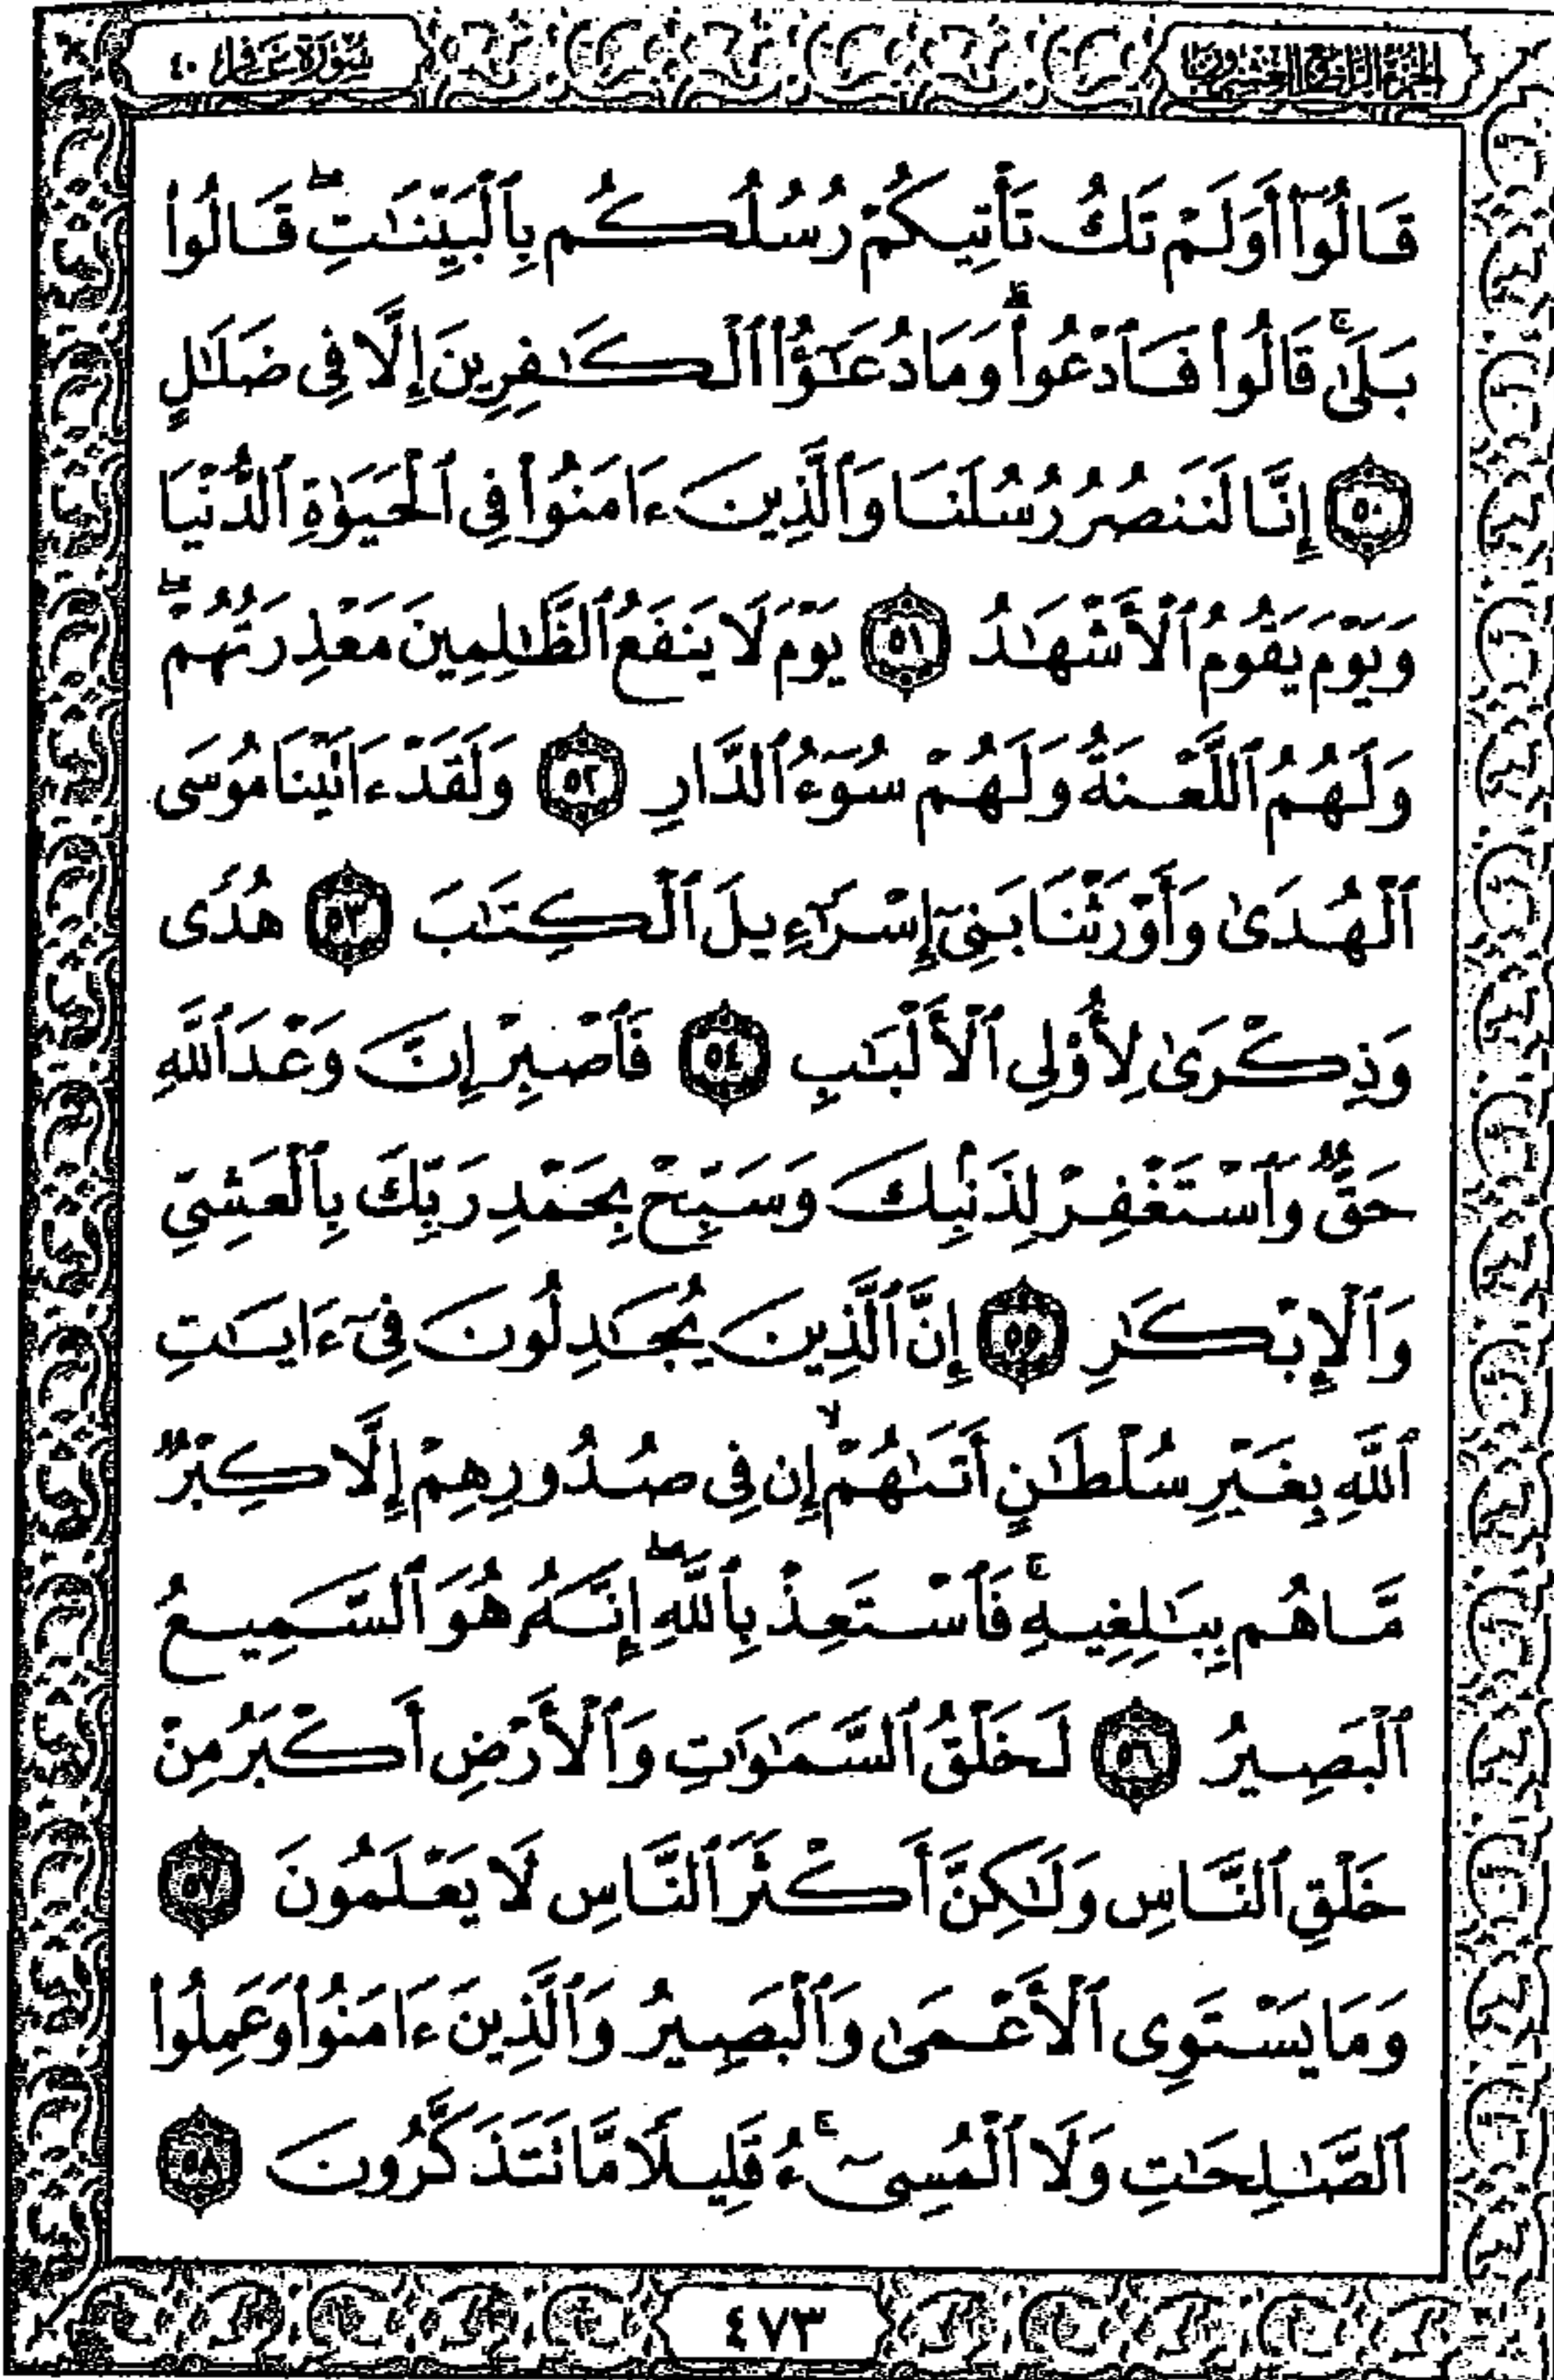 الجزء الرابع والعشرون
سورة غافر ٤٠
قَالُوٓا۟ أَوَلَمْ تَكُ تَأْتِيكُمْ رُسُلُكُم بِٱلْبَيِّنَٰتِ ۖ قَالُوا۟
بَلَىٰ ۚ قَالُوا۟ فَٱدْعُوا۟ ۗ وَمَا دُعَٰٓؤُا۟ ٱلْكَٰفِرِينَ إِلَّا فِى ضَلَٰلٍ
٥٠ إِنَّا لَنَنصُرُ رُسُلَنَا وَٱلَّذِينَ ءَامَنُوا۟ فِى ٱلْحَيَوٰةِ ٱلدُّنْيَا
وَيَوْمَ يَقُومُ ٱلْأَشْهَٰدُ ٥١ يَوْمَ لَا يَنفَعُ ٱلظَّٰلِمِينَ مَعْذِرَتُهُمْ ۖ
وَلَهُمُ ٱللَّعْنَةُ وَلَهُمْ سُوٓءُ ٱلدَّارِ ٥٢ وَلَقَدْ ءَاتَيْنَا مُوسَى
ٱلْهُدَىٰ وَأَوْرَثْنَا بَنِىٓ إِسْرَٰٓءِيلَ ٱلْكِتَٰبَ ٥٣ هُدًى
وَذِكْرَىٰ لِأُو۟لِى ٱلْأَلْبَٰبِ ٥٤ فَٱصْبِرْ إِنَّ وَعْدَ ٱللَّهِ
حَقٌّ وَٱسْتَغْفِرْ لِذَنۢبِكَ وَسَبِّحْ بِحَمْدِ رَبِّكَ بِٱلْعَشِىِّ
وَٱلْإِبْكَٰرِ ٥٥ إِنَّ ٱلَّذِينَ يُجَٰدِلُونَ فِىٓ ءَايَٰتِ
ٱللَّهِ بِغَيْرِ سُلْطَٰنٍ أَتَىٰهُمْ ۙ إِن فِى صُدُورِهِمْ إِلَّا كِبْرٌ
مَّا هُم بِبَٰلِغِيهِ ۚ فَٱسْتَعِذْ بِٱللَّهِ ۖ إِنَّهُۥ هُوَ ٱلسَّمِيعُ
ٱلْبَصِيرُ ٥٦ لَخَلْقُ ٱلسَّمَٰوَٰتِ وَٱلْأَرْضِ أَكْبَرُ مِنْ
خَلْقِ ٱلنَّاسِ وَلَٰكِنَّ أَكْثَرَ ٱلنَّاسِ لَا يَعْلَمُونَ ٥٧
وَمَا يَسْتَوِى ٱلْأَعْمَىٰ وَٱلْبَصِيرُ وَٱلَّذِينَ ءَامَنُوا۟ وَعَمِلُوا۟
ٱلصَّٰلِحَٰتِ وَلَا ٱلْمُسِىٓءُ ۚ قَلِيلًا مَّا تَتَذَكَّرُونَ ٥٨
٤٧٣